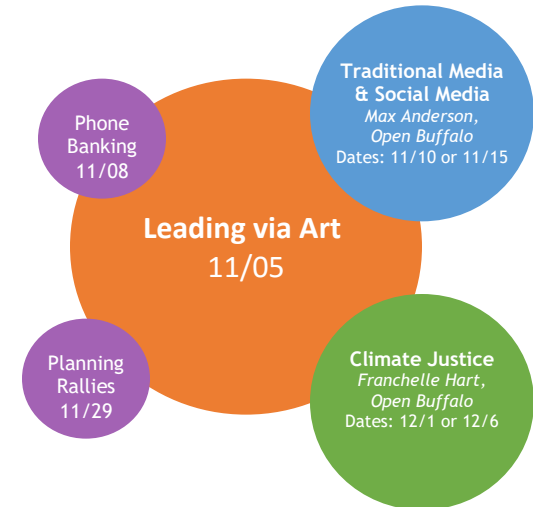 Traditional Media
& Social Media
Max Anderson,
Open Buffalo
Dates: 11/10 or 11/15
Phone
Banking
11/08
Leading via Art
11/05
Planning
Rallies
11/29
Climate Justice
Franchelle Hart,
Open Buffalo
Dates: 12/1 or 12/6